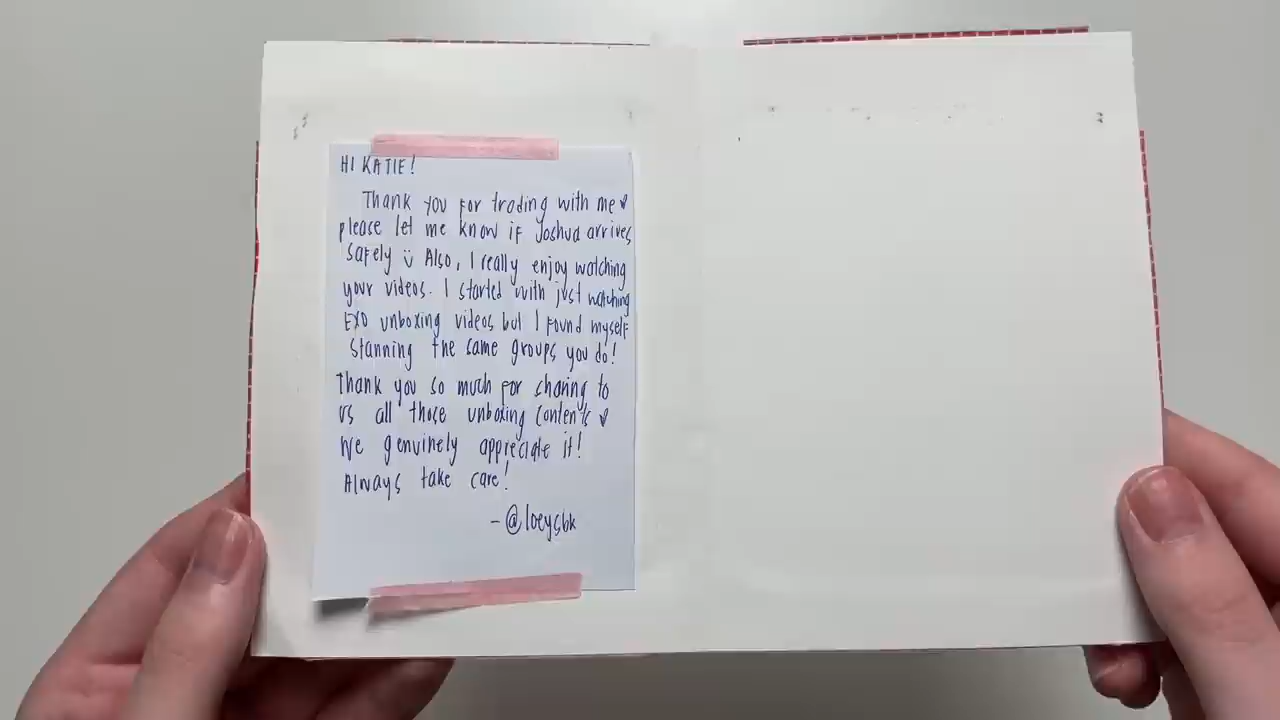 HI KATIE!
Thank you for trading with me ♥
please let me know if Joshua arrives
safely ü Also, I really enjoy watching
your videos. I started with just watching
EXO unboxing videos but I found myself
stanning the same groups you do!
Thank you so much for sharing to
us all those unboxing contents ♥
We genuinely appreciate it!
Always take care!
- @loeysbk